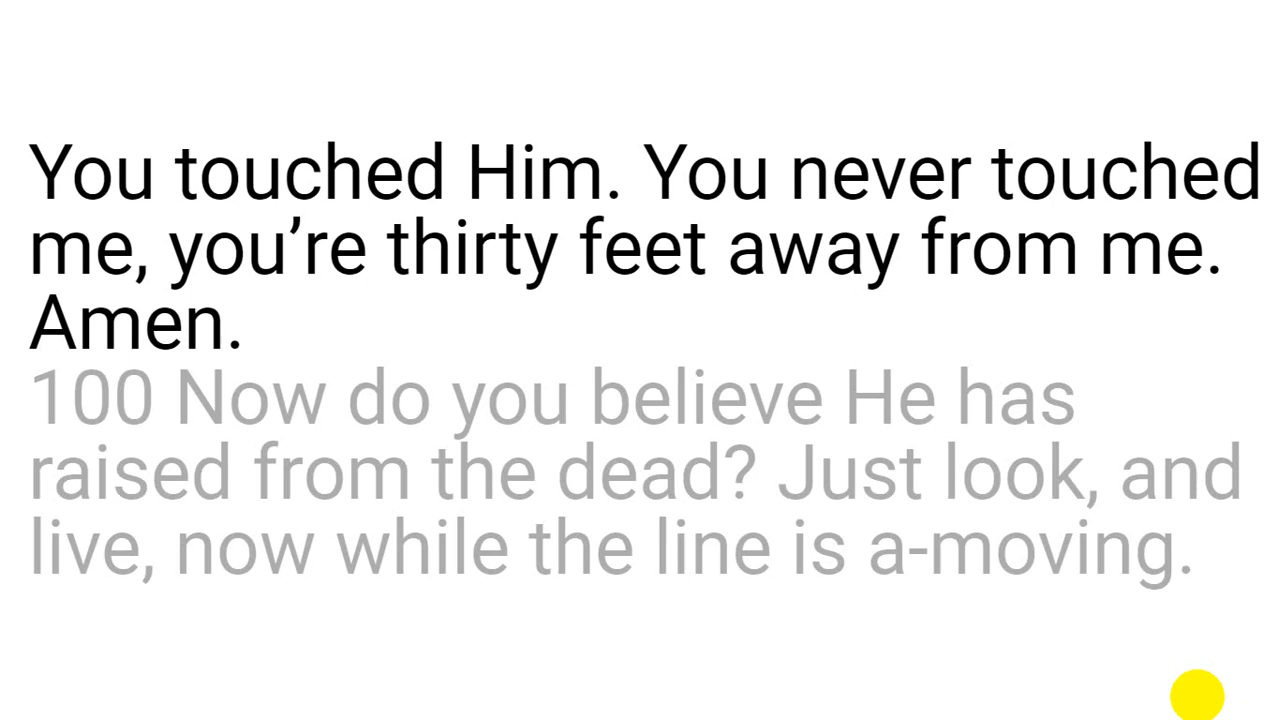 You touched Him. You never touched
me, you’re thirty feet away from me.
Amen.
100 Now do you believe He has
raised from the dead? Just look, and
live, now while the line is a-moving.